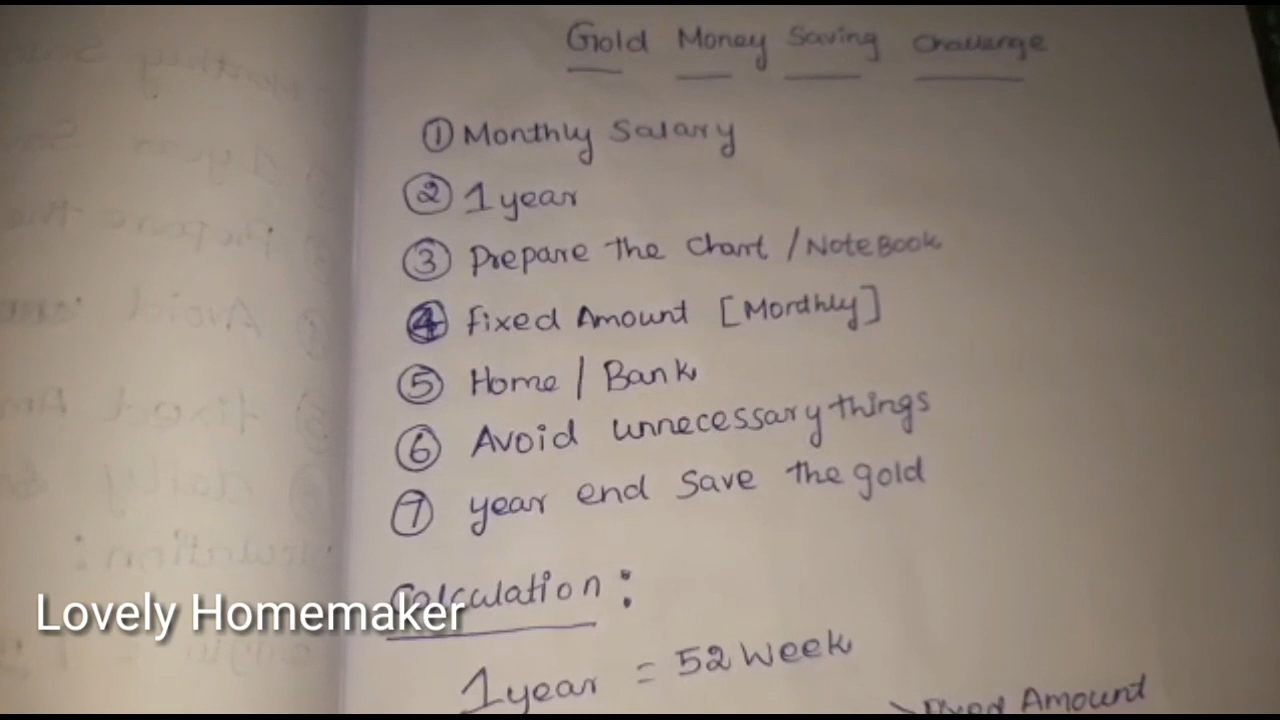 Gold Money Saving Challenge
① Monthly Salary
② 1 year
③ Prepare the chart / NoteBook
④ Fixed Amount [Monthly]
⑤ Home / Bank
⑥ Avoid unnecessary things
⑦ year end save the gold
Calculation :
Lovely Homemaker
1 year = 52 week
Fixed Amount